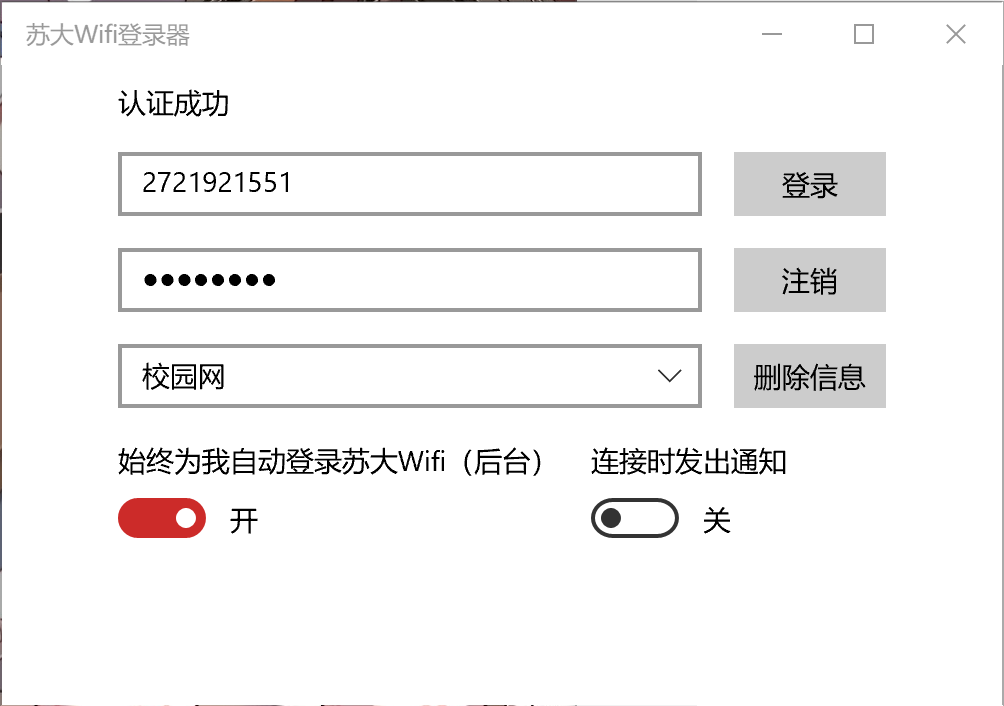 苏大Wifi登录器
认证成功
2721921551
登录
●●●●●●●●
注销
校园网
删除信息
始终为我自动登录苏大Wifi（后台）
连接时发出通知
开
关